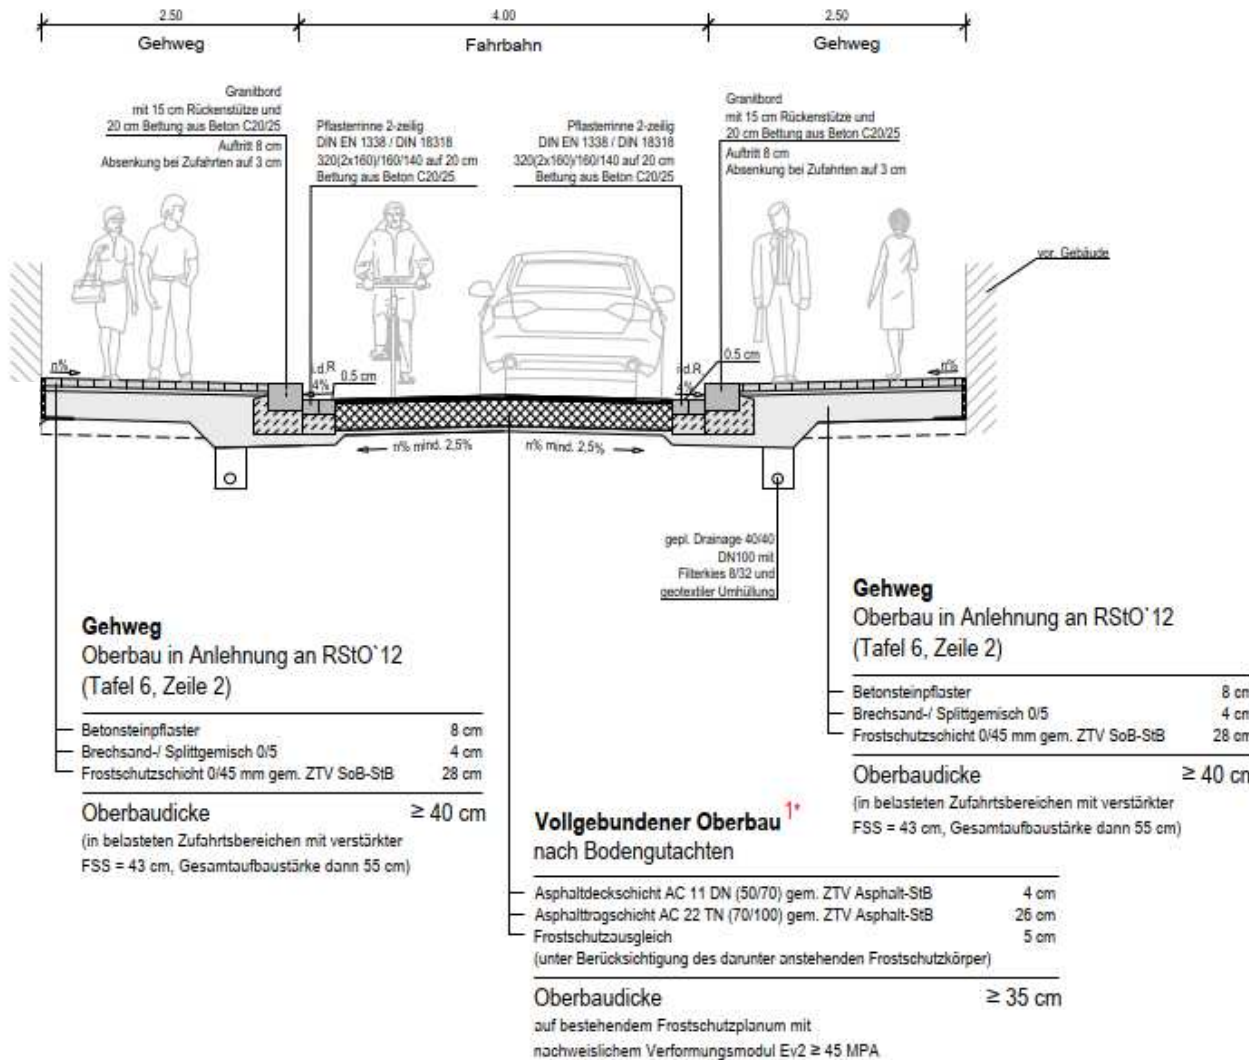 2.50 4.00 2.50
Gehweg Fahrbahn Gehweg
Granitbord
mit 15 cm Rückenstütze und
20 cm Bettung aus Beton C20/25
Auftritt 8 cm
Absenkung bei Zufahrten auf 3 cm
Pflasterrinne 2-zeilig
DIN EN 1338 / DIN 18318
320(2x160)/160/140 auf 20 cm
Bettung aus Beton C20/25
Pflasterrinne 2-zeilig
DIN EN 1338 / DIN 18318
320(2x160)/160/140 auf 20 cm
Bettung aus Beton C20/25
Granitbord
mit 15 cm Rückenstütze und
20 cm Bettung aus Beton C20/25
Auftritt 8 cm
Absenkung bei Zufahrten auf 3 cm
vor. Gebäude
n%
i.d.R.
4%
0.5 cm
i.d.R.
4%
0.5 cm
n%
n% mind. 2,5% n% mind. 2,5%
gepl. Drainage 40/40
DN100 mit
Filterkies 8/32 und
geotextiler Umhüllung
Gehweg
Oberbau in Anlehnung an RStO`12
(Tafel 6, Zeile 2)
Betonsteinpflaster 8 cm
Brechsand-/ Splittgemisch 0/5 4 cm
Frostschutzschicht 0/45 mm gem. ZTV SoB-StB 28 cm
Oberbaudicke ≥ 40 cm
(in belasteten Zufahrtsbereichen mit verstärkter
FSS = 43 cm, Gesamtaufbaustärke dann 55 cm)
Gehweg
Oberbau in Anlehnung an RStO`12
(Tafel 6, Zeile 2)
Betonsteinpflaster 8 cm
Brechsand-/ Splittgemisch 0/5 4 cm
Frostschutzschicht 0/45 mm gem. ZTV SoB-StB 28 cm
Oberbaudicke ≥ 40 cm
(in belasteten Zufahrtsbereichen mit verstärkter
FSS = 43 cm, Gesamtaufbaustärke dann 55 cm)
Vollgebundener Oberbau 1*
nach Bodengutachten
Asphaltdeckschicht AC 11 DN (50/70) gem. ZTV Asphalt-StB 4 cm
Asphalttragschicht AC 22 TN (70/100) gem. ZTV Asphalt-StB 26 cm
Frostschutzausgleich 5 cm
(unter Berücksichtigung des darunter anstehenden Frostschutzkörper)
Oberbaudicke ≥ 35 cm
auf bestehendem Frostschutzplanum mit
nachweislichem Verformungsmodul Ev2 ≥ 45 MPA